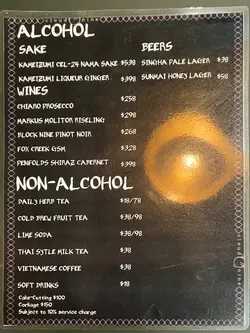 ALCOHOL
SAKE
KAMEIZUMI CEL-24 NAMA SAKE $538
KAMEIZUMI LIQUEUR GINGER $398
BEERS
SINGHA PALE LAGER $38
SUNMAI HONEY LAGER $58
WINES
CHIARO PROSECCO $258
MARKUS MOLITOR RISELING $298
BLOCK NINE PINOT NOIR $268
FOX CREEK GSM $328
PENFOLDS SHIRAZ CABERNET $398
NON-ALCOHOL
DAILY HERB TEA $18/78
COLD BREW FRUIT TEA $38/98
LIME SODA $38/98
THAI SYTLE MILK TEA $38
VIETNAMESE COFFEE $38
SOFT DRINKS $18
Cake-Cutting $100
Corkage $150
Subject to 10% service charge